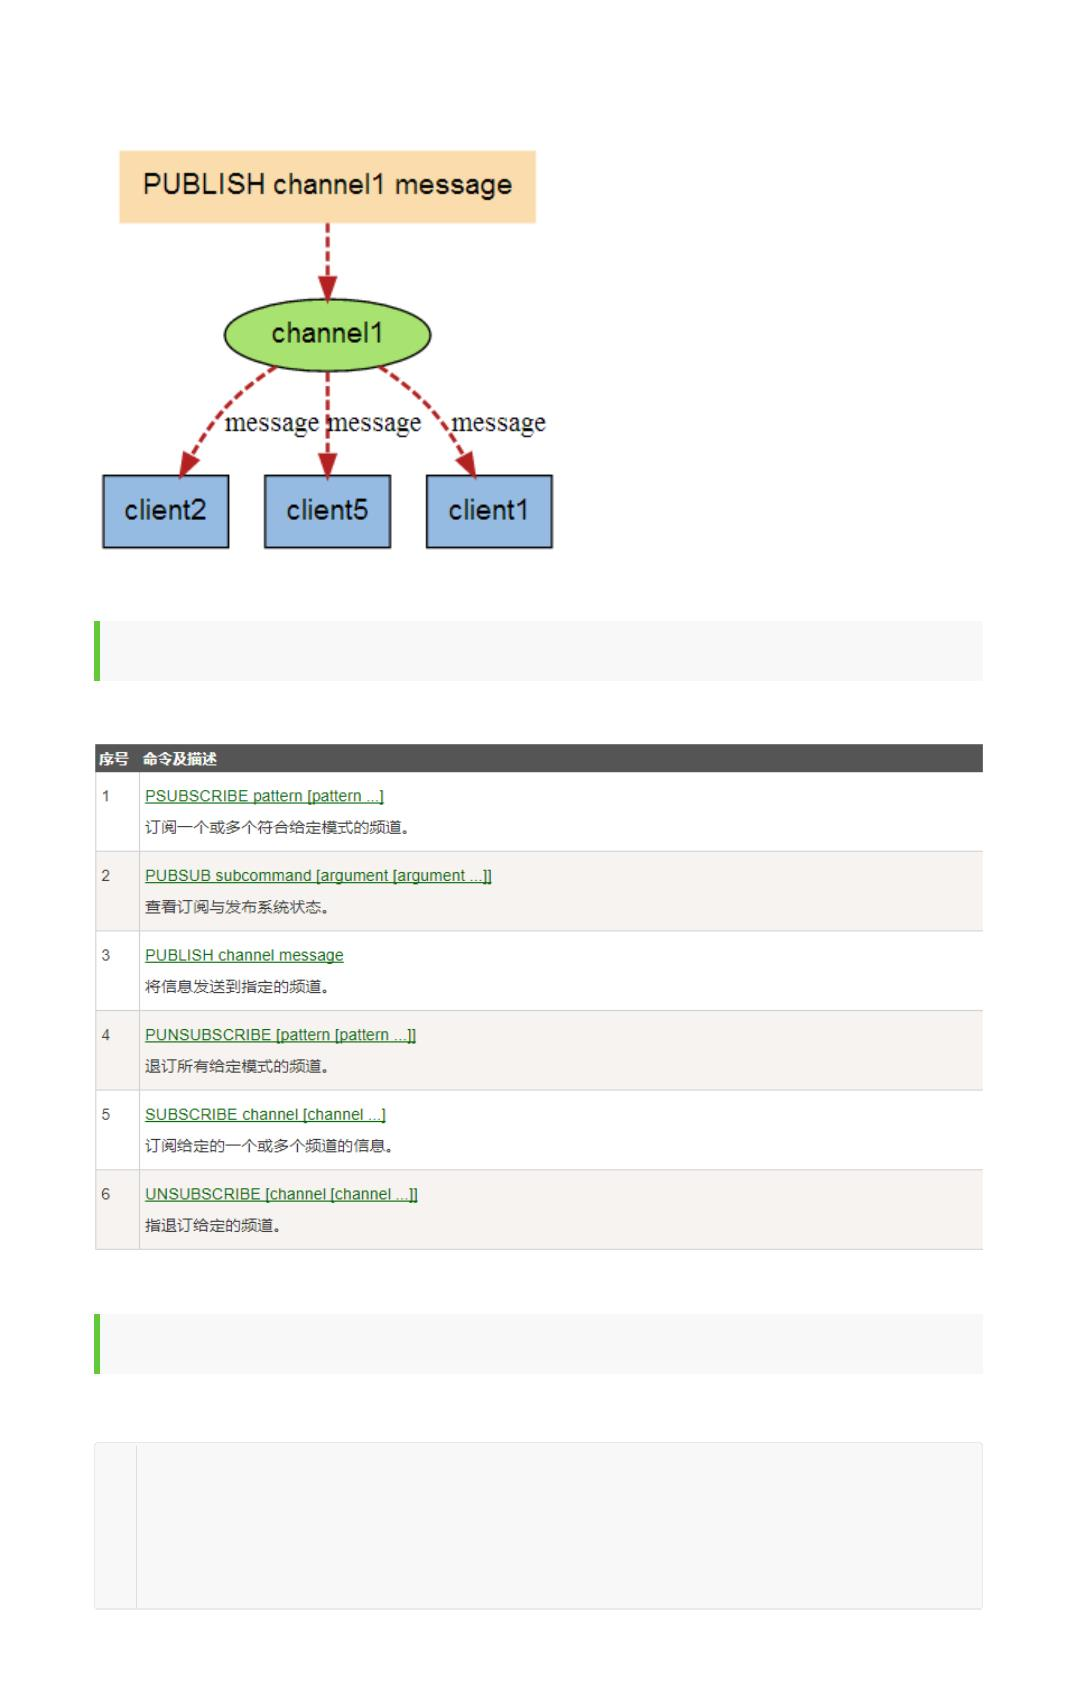 PUBLISH channel1 message
channel1
message message message
client2 client5 client1
序号 命令及描述
1 PSUBSCRIBE pattern [pattern ...]
订阅一个或多个符合给定模式的频道。
2 PUBSUB subcommand [argument [argument ...]]
查看订阅与发布系统状态。
3 PUBLISH channel message
将信息发送到指定的频道。
4 PUNSUBSCRIBE [pattern [pattern ...]]
退订所有给定模式的频道。
5 SUBSCRIBE channel [channel ...]
订阅给定的一个或多个频道的信息。
6 UNSUBSCRIBE [channel [channel ...]]
指退订给定的频道。